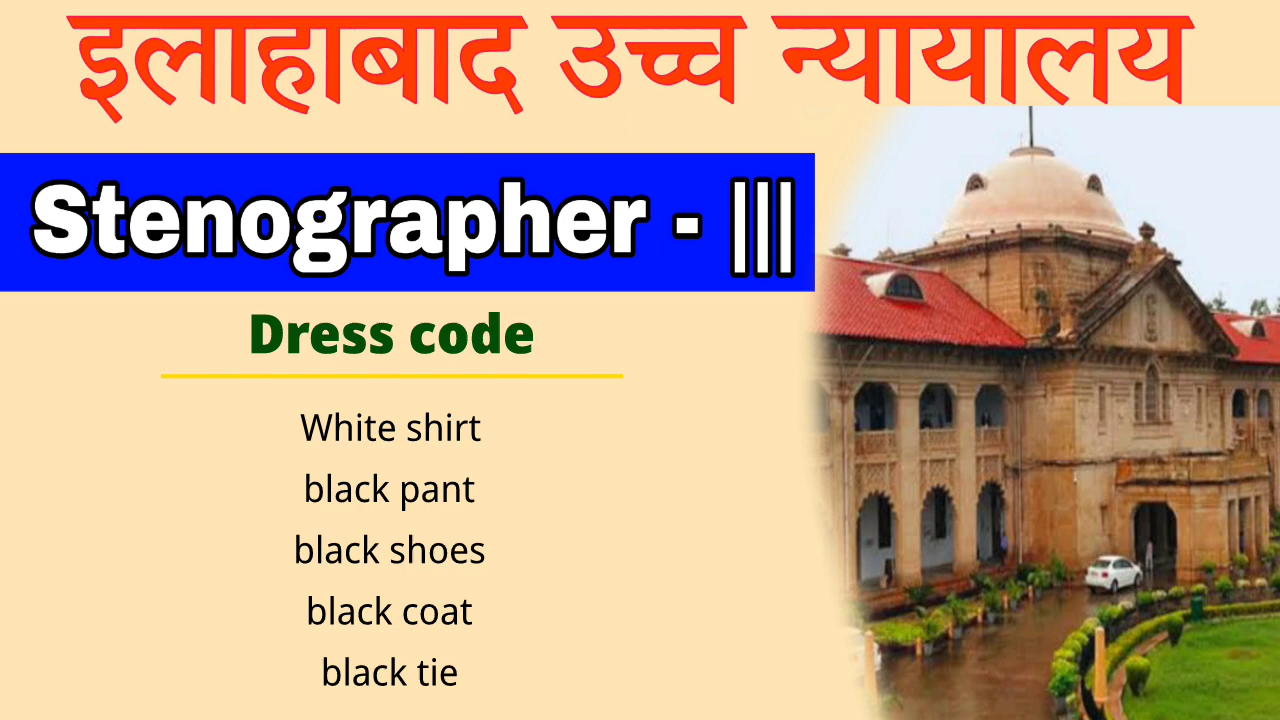 इलाहाबाद उच्च न्यायालय
Stenographer - |||
Dress code
White shirt
black pant
black shoes
black coat
black tie